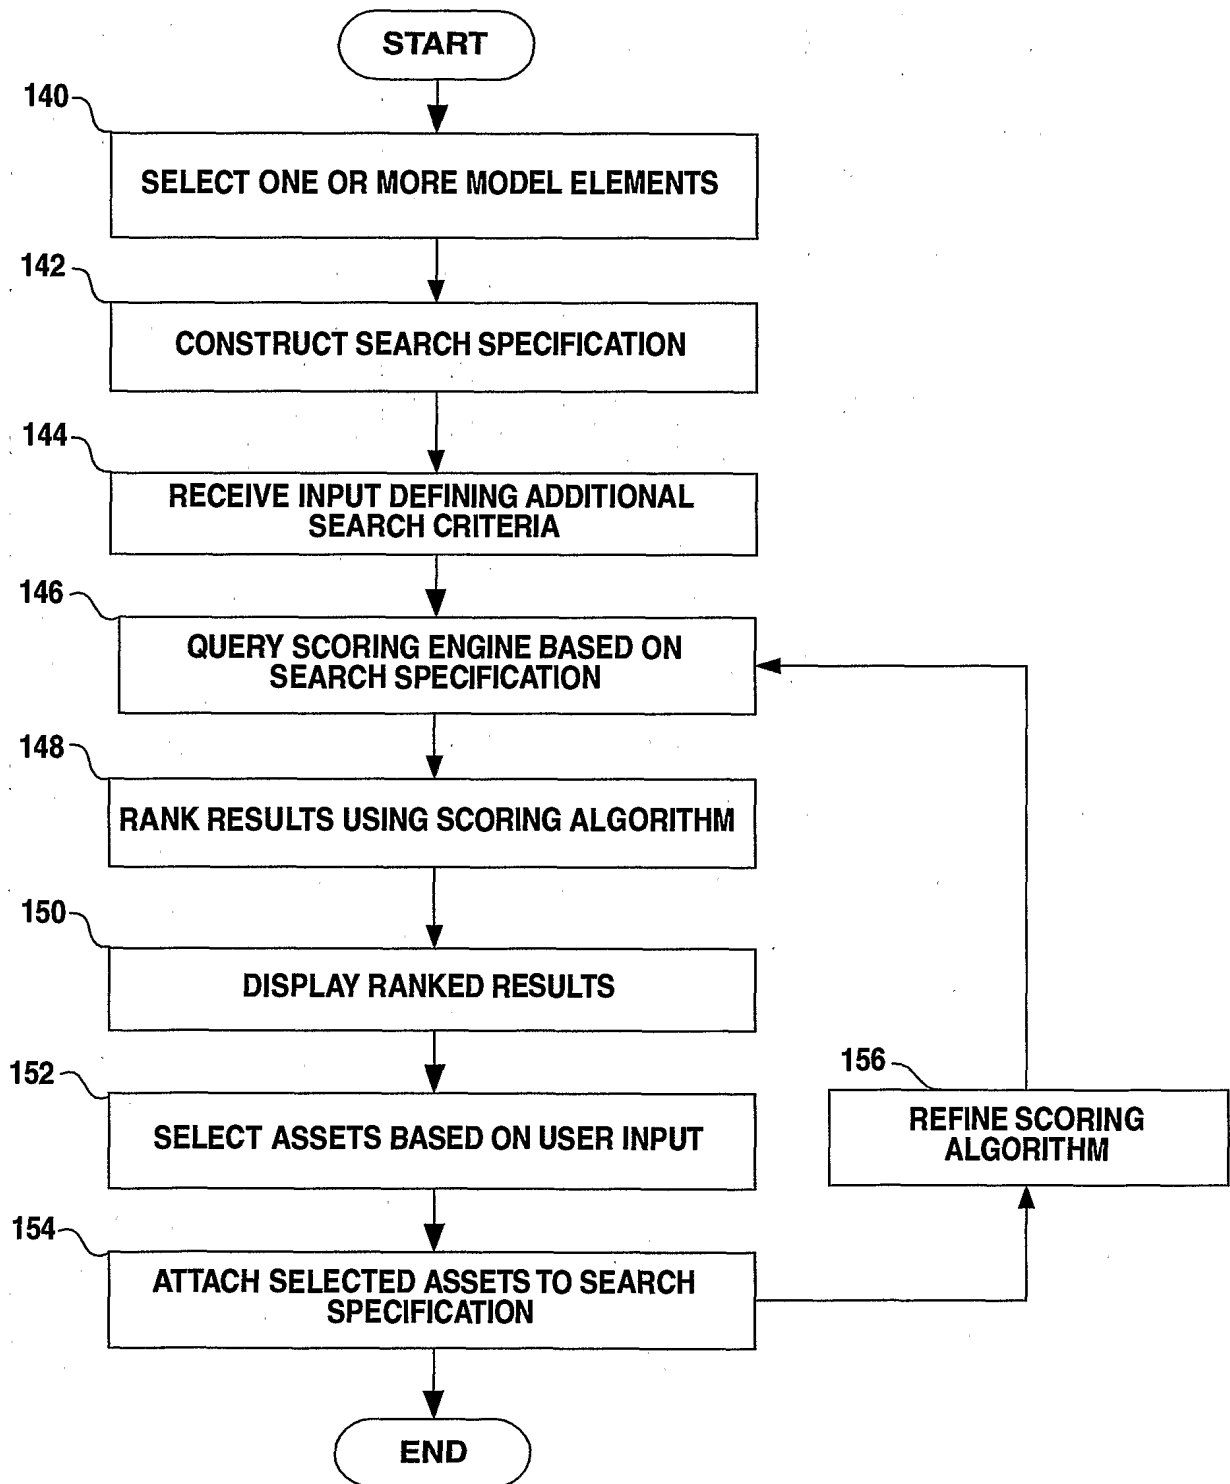 START
140
SELECT ONE OR MORE MODEL ELEMENTS
142
CONSTRUCT SEARCH SPECIFICATION
144
RECEIVE INPUT DEFINING ADDITIONAL
SEARCH CRITERIA
146
QUERY SCORING ENGINE BASED ON
SEARCH SPECIFICATION
148
RANK RESULTS USING SCORING ALGORITHM
150
DISPLAY RANKED RESULTS
152
SELECT ASSETS BASED ON USER INPUT
156
REFINE SCORING
ALGORITHM
154
ATTACH SELECTED ASSETS TO SEARCH
SPECIFICATION
END